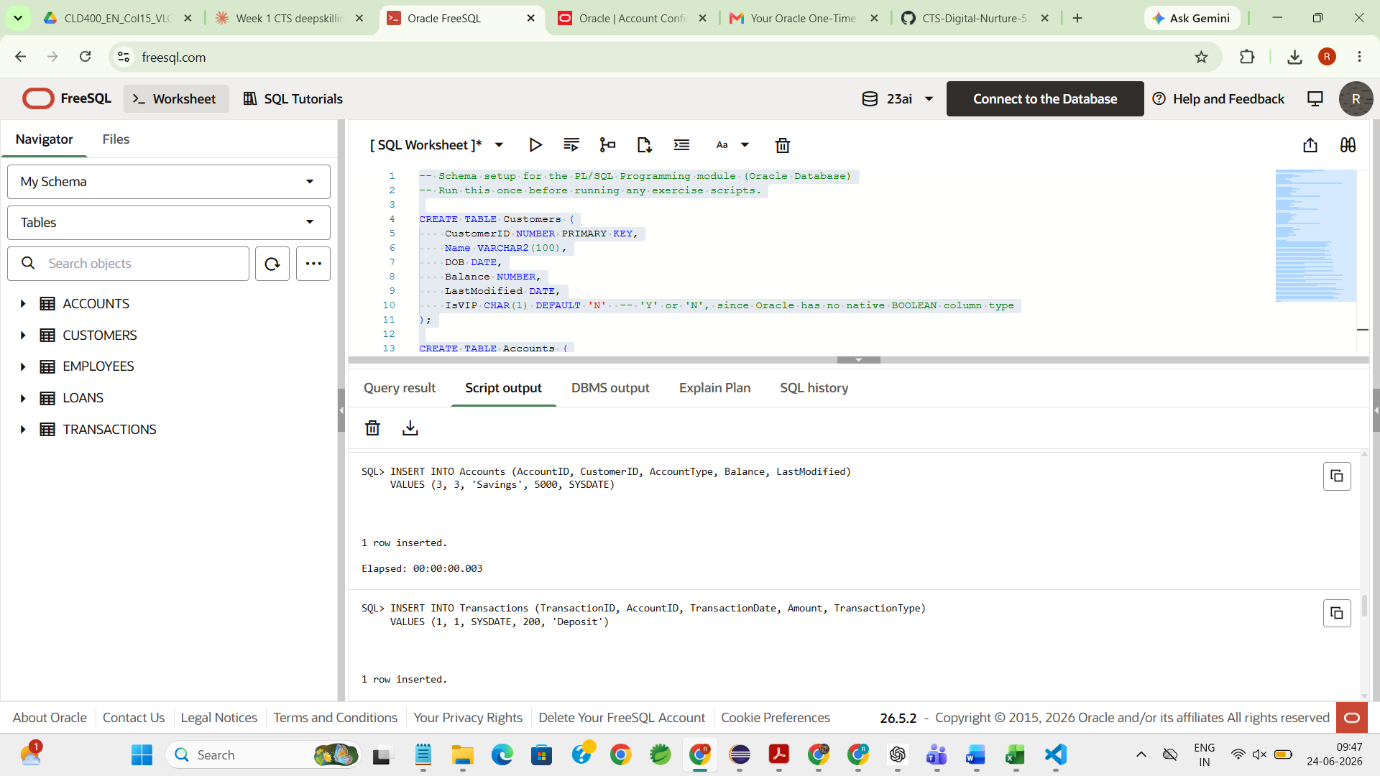 CLD400_EN_Col15_VLC
Week 1 CTS deepskillin
Oracle FreeSQL
Oracle | Account Confi
Your Oracle One-Time
CTS-Digital-Nurture-5.
Ask Gemini
freesql.com
R
FreeSQL
>_ Worksheet
SQL Tutorials
23ai
Connect to the Database
Help and Feedback
R
Navigator
Files
My Schema
Tables
Search objects
ACCOUNTS
CUSTOMERS
EMPLOYEES
LOANS
TRANSACTIONS
[ SQL Worksheet ]*
Aa
1 -- Schema setup for the PL/SQL Programming module (Oracle Database)
2 -- Run this once before running any exercise scripts.
3
4 CREATE TABLE Customers (
5 CustomerID NUMBER PRIMARY KEY,
6 Name VARCHAR2(100),
7 DOB DATE,
8 Balance NUMBER,
9 LastModified DATE,
10 IsVIP CHAR(1) DEFAULT 'N' -- 'Y' or 'N', since Oracle has no native BOOLEAN column type
11 );
12
13 CREATE TABLE Accounts (
Query result
Script output
DBMS output
Explain Plan
SQL history
SQL> INSERT INTO Accounts (AccountID, CustomerID, AccountType, Balance, LastModified)
VALUES (3, 3, 'Savings', 5000, SYSDATE)
1 row inserted.
Elapsed: 00:00:00.003
SQL> INSERT INTO Transactions (TransactionID, AccountID, TransactionDate, Amount, TransactionType)
VALUES (1, 1, SYSDATE, 200, 'Deposit')
1 row inserted.
About Oracle
Contact Us
Legal Notices
Terms and Conditions
Your Privacy Rights
Delete Your FreeSQL Account
Cookie Preferences
26.5.2 - Copyright © 2015, 2026 Oracle and/or its affiliates All rights reserved
1
Search
ENG
IN
09:47
24-06-2026